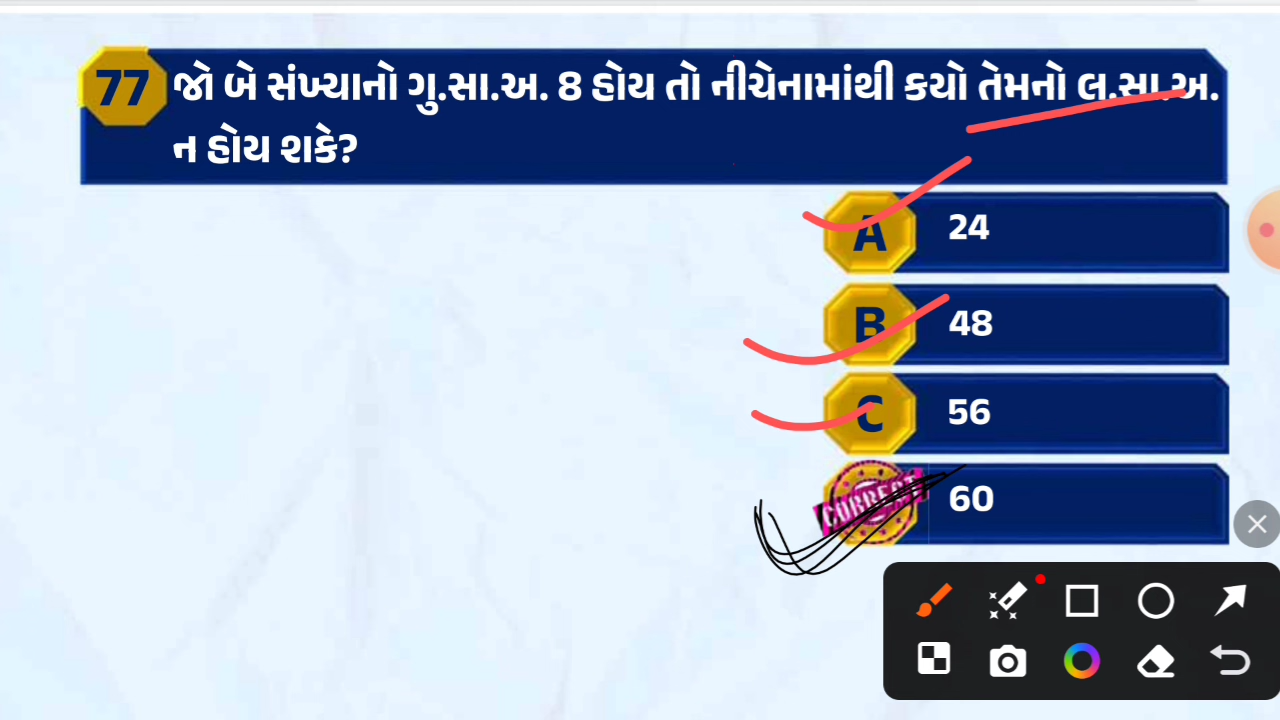 77 જો બે સંખ્યાનો ગુ.સા.અ. 8 હોય તો નીચેનામાંથી કયો તેમનો લ.સા.અ.
ન હોય શકે?
A 24
B 48
C 56
CORRECT 60